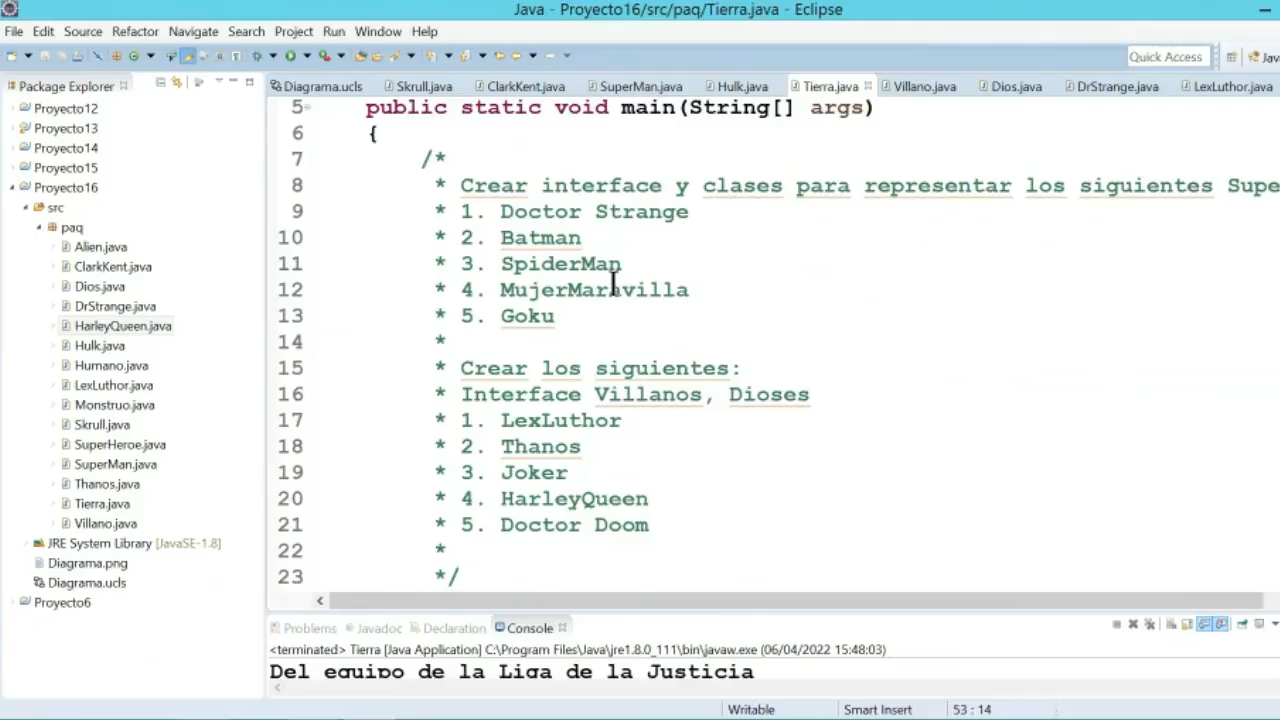 Java - Proyecto16/src/paq/Tierra.java - Eclipse
File Edit Source Refactor Navigate Search Project Run Window Help
Quick Access
Java
Package Explorer
Proyecto12
Proyecto13
Proyecto14
Proyecto15
Proyecto16
src
paq
Alien.java
ClarkKent.java
Dios.java
DrStrange.java
HarleyQueen.java
Hulk.java
Humano.java
LexLuthor.java
Monstruo.java
Skrull.java
SuperHeroe.java
SuperMan.java
Thanos.java
Tierra.java
Villano.java
JRE System Library [JavaSE-1.8]
Diagrama.png
Diagrama.ucls
Proyecto6
Diagrama.ucls Skrull.java ClarkKent.java SuperMan.java Hulk.java Tierra.java Villano.java Dios.java DrStrange.java LexLuthor.java
5 public static void main(String[] args)
6 {
7 /*
8 * Crear interface y clases para representar los siguientes Supe
9 * 1. Doctor Strange
10 * 2. Batman
11 * 3. SpiderMan
12 * 4. MujerMaravilla
13 * 5. Goku
14 *
15 * Crear los siguientes:
16 * Interface Villanos, Dioses
17 * 1. LexLuthor
18 * 2. Thanos
19 * 3. Joker
20 * 4. HarleyQueen
21 * 5. Doctor Doom
22 *
23 */
Problems Javadoc Declaration Console
<terminated> Tierra [Java Application] C:\Program Files\Java\jre1.8.0_111\bin\javaw.exe (06/04/2022 15:48:03)
Del equipo de la Liga de la Justicia
Writable Smart Insert 53 : 14